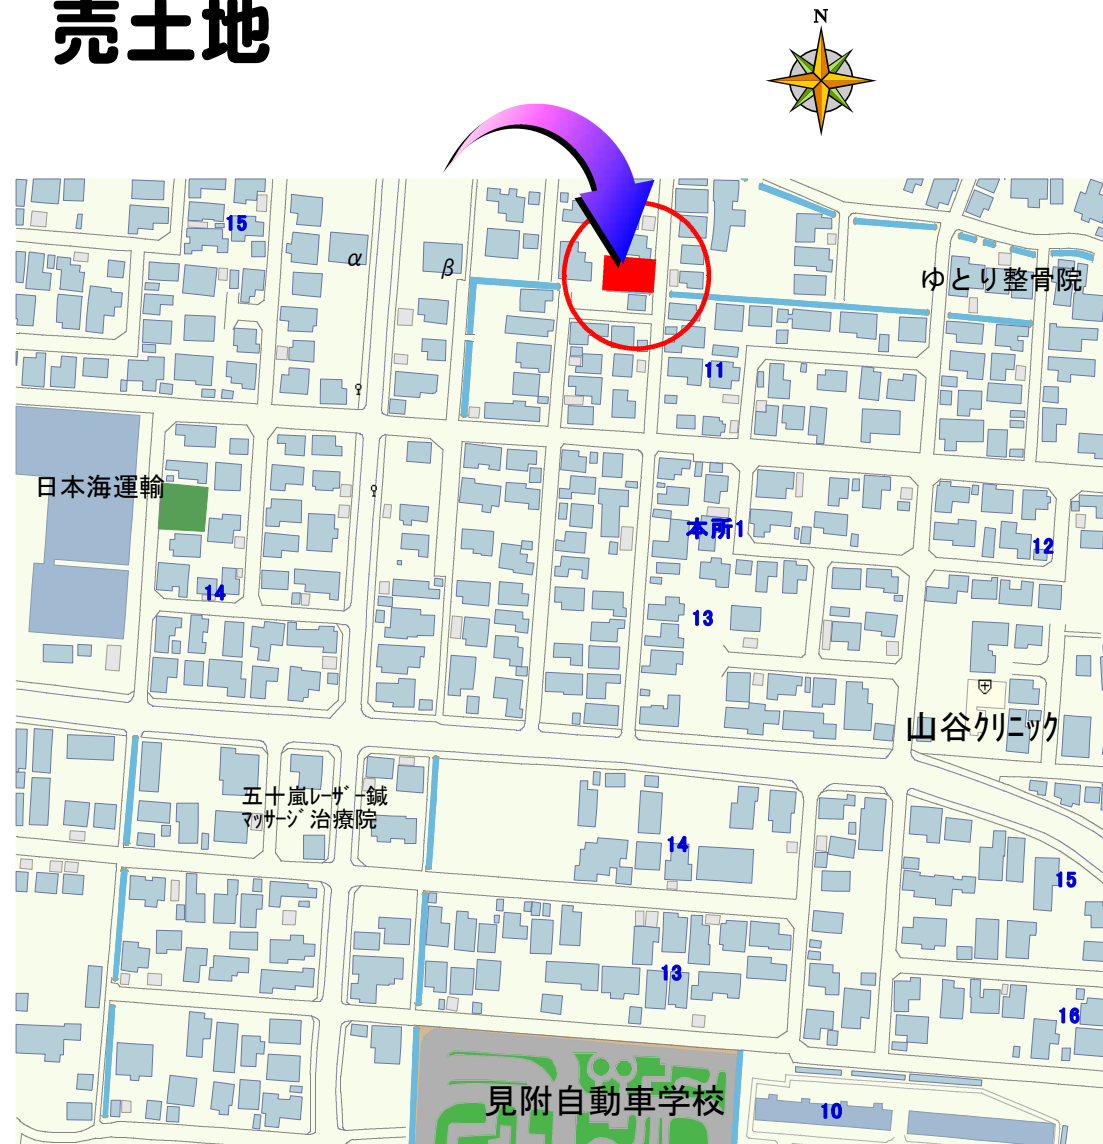 売土地
N
15
α
β
ゆとり整骨院
11
日本海運輸
本所1
12
14
13
山谷クリニック
五十嵐レーザー鍼
マッサージ治療院
14
15
13
16
見附自動車学校
10